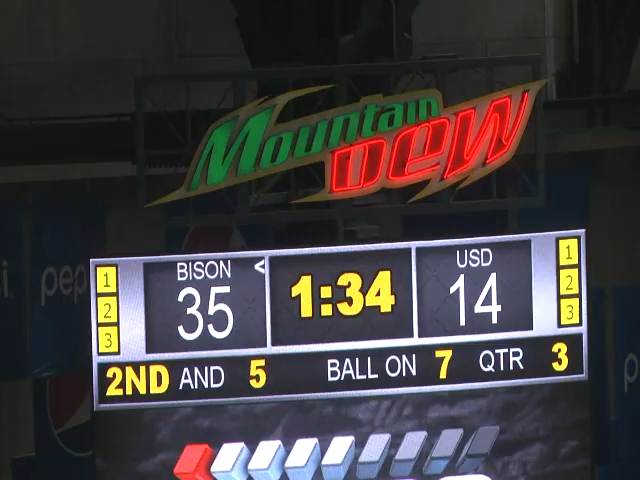 Mountain
Dew
pepsi
1 BISON < 1:34 USD 1
2 35 14 2
3 3
2ND AND 5 BALL ON 7 QTR 3